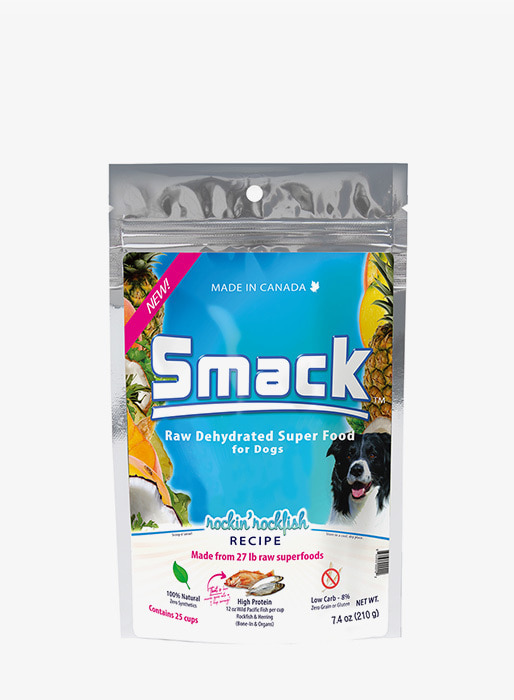 NEW!
MADE IN CANADA
Smack
TM
Raw Dehydrated Super Food
for Dogs
rockin' rockfish
RECIPE
Made from 27 lb raw superfoods
100% Natural
Zero Synthetics
Contains 25 cups
High Protein
12 oz Wild Pacific Fish per cup
Rockfish & Herring
(Bone-In & Organs)
Low Carb - 8%
Zero Grain or Gluten
NET WT.
7.4 oz (210 g)